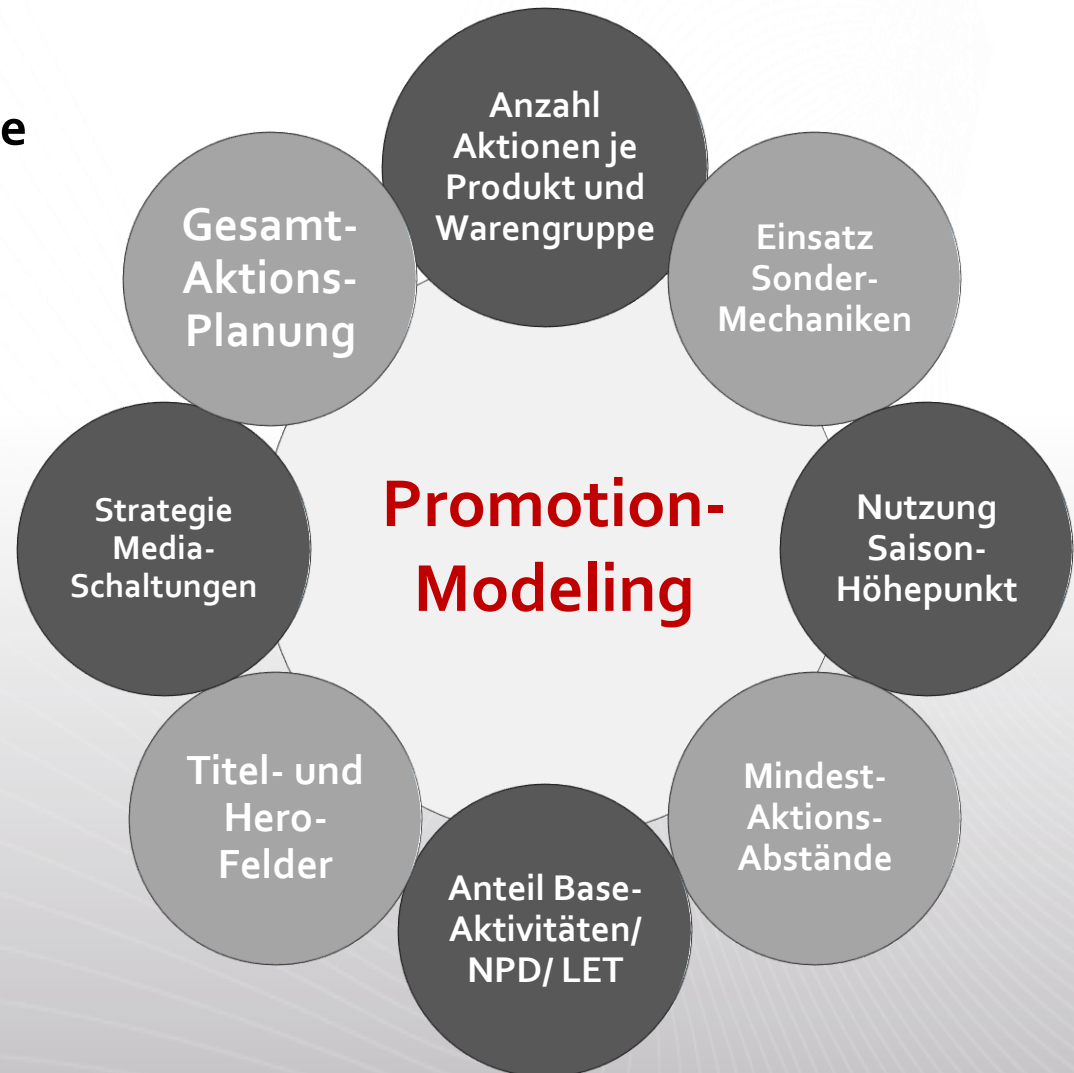 e
Anzahl
Aktionen je
Produkt und
Warengruppe
Einsatz
Sonder-
Mechaniken
Nutzung
Saison-
Höhepunkt
Mindest-
Aktions-
Abstände
Anteil Base-
Aktivitäten/
NPD/ LET
Titel- und
Hero-
Felder
Strategie
Media-
Schaltungen
Gesamt-
Aktions-
Planung
Promotion-
Modeling